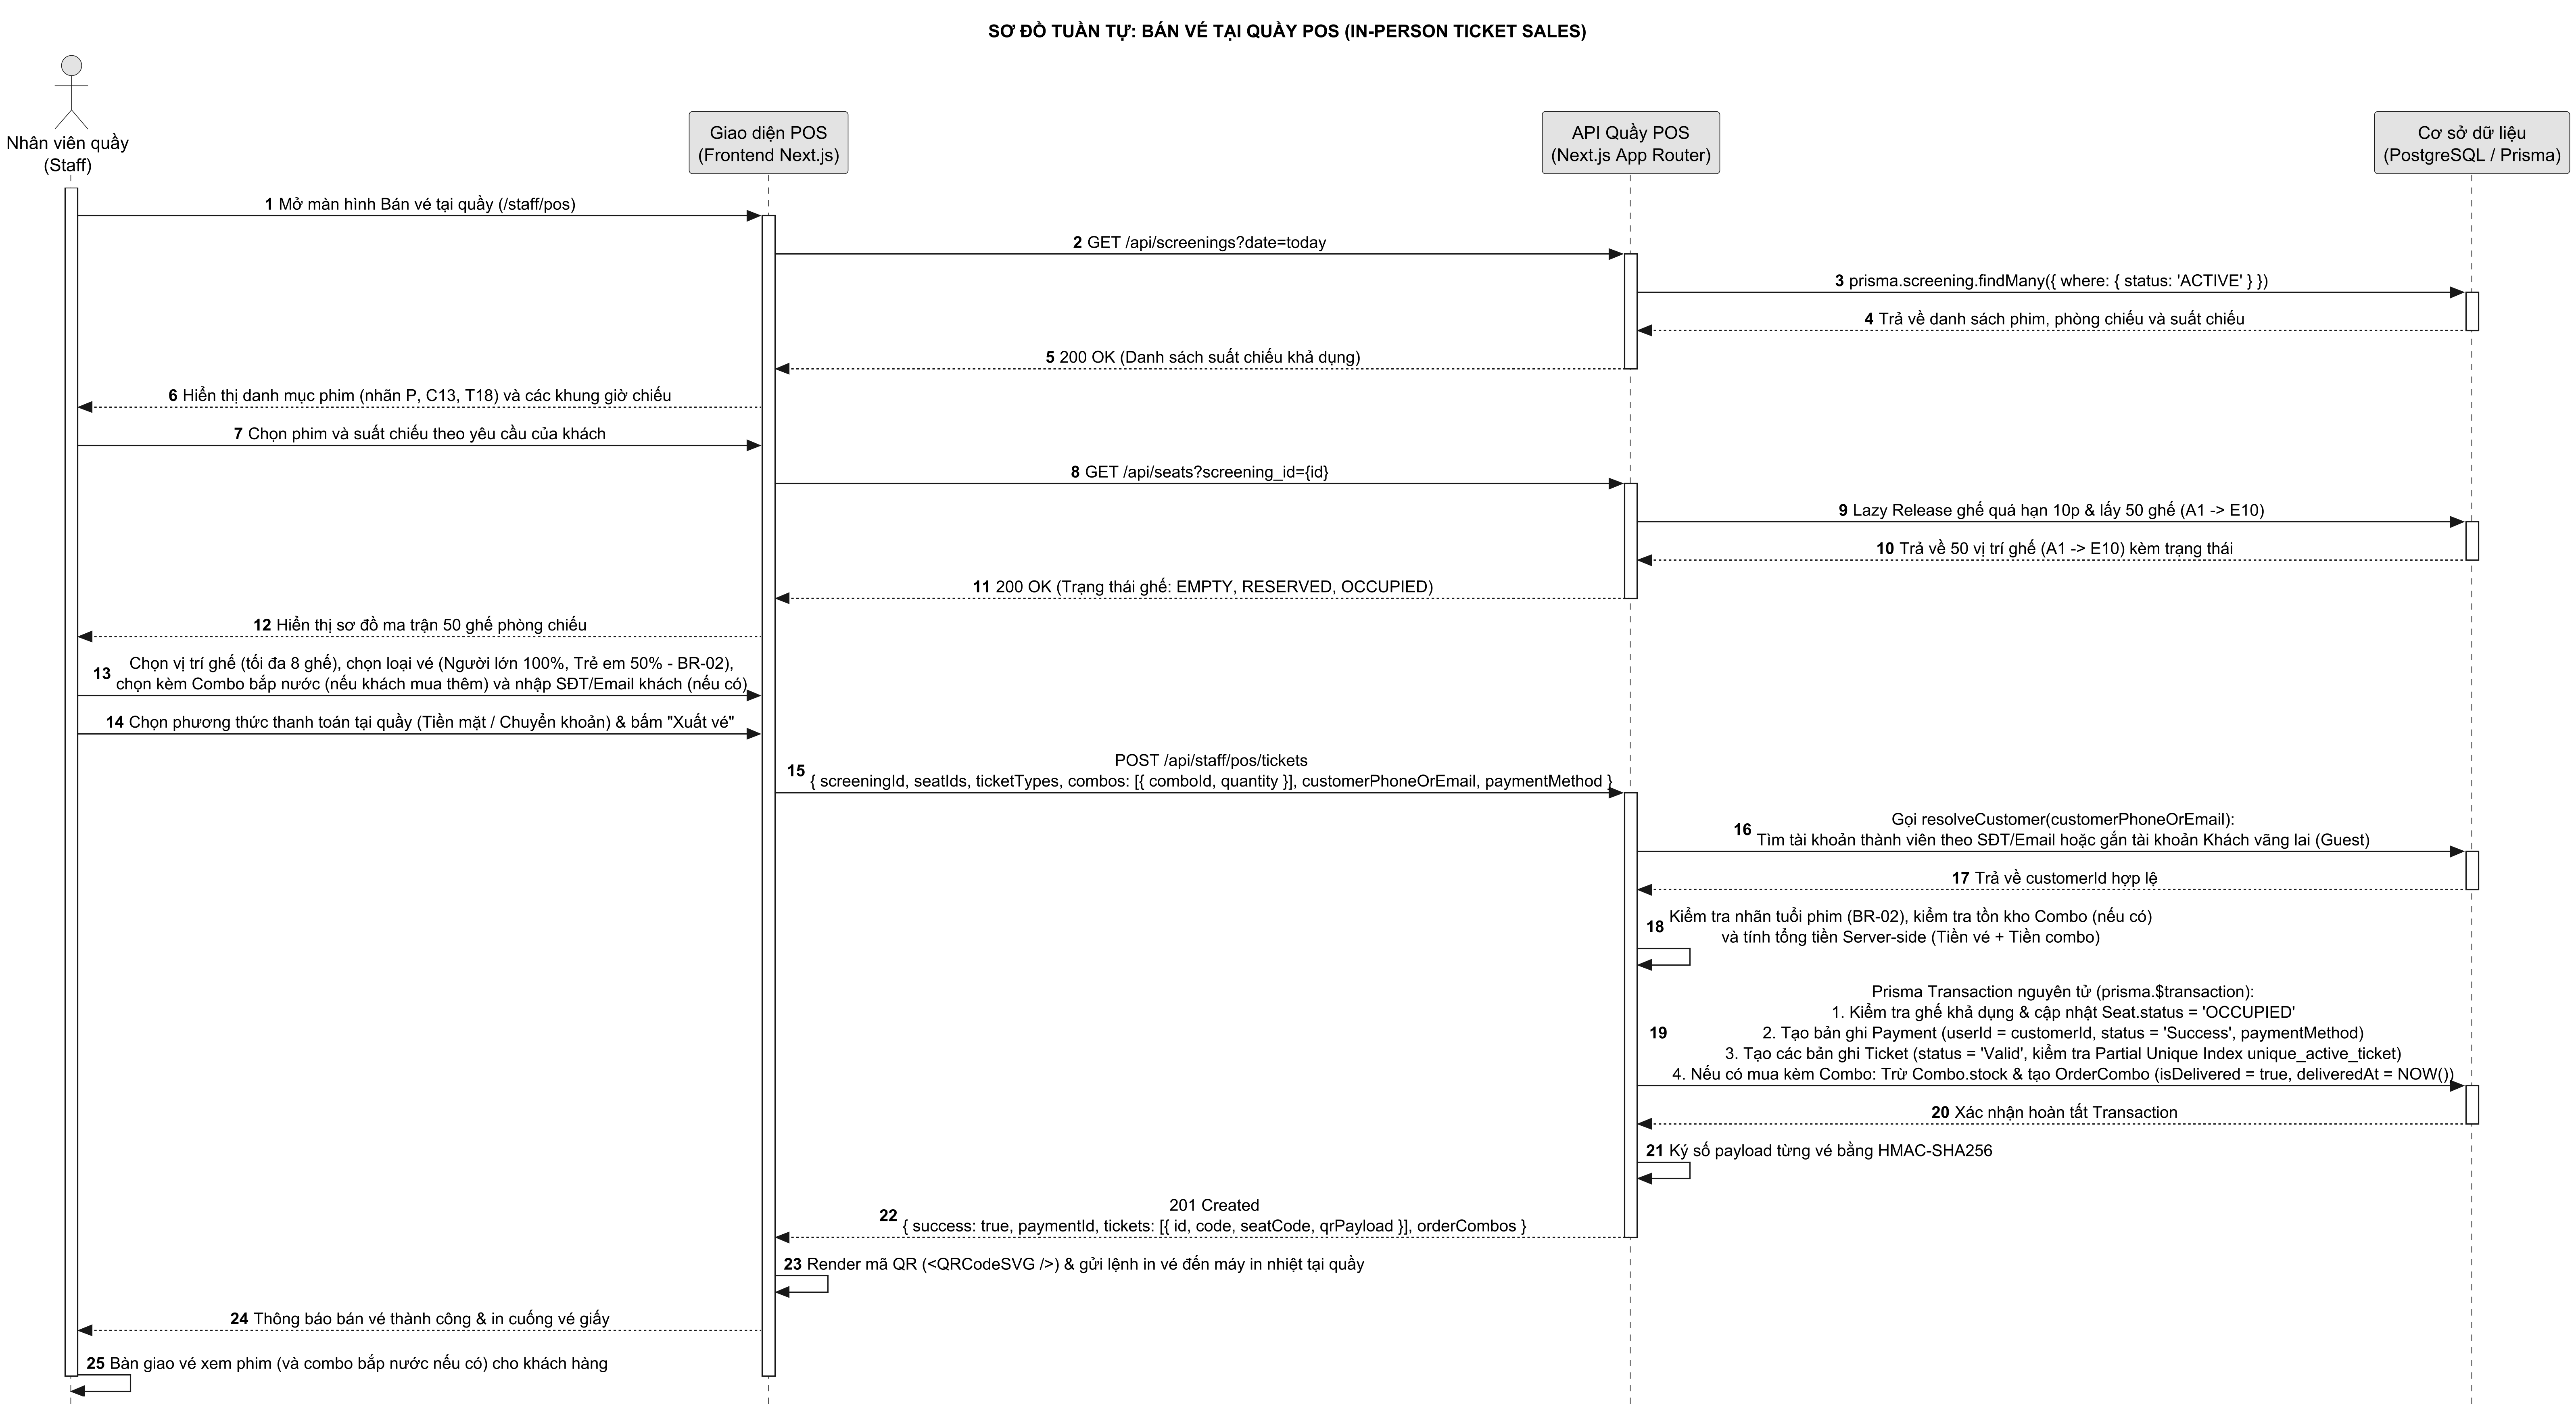 SƠ ĐỒ TUẦN TỰ: BÁN VÉ TẠI QUẦY POS (IN-PERSON TICKET SALES)
Nhân viên quầy
(Staff)
Giao diện POS
(Frontend Next.js)
API Quầy POS
(Next.js App Router)
Cơ sở dữ liệu
(PostgreSQL / Prisma)
1 Mở màn hình Bán vé tại quầy (/staff/pos)
2 GET /api/screenings?date=today
3 prisma.screening.findMany({ where: { status: 'ACTIVE' } })
4 Trả về danh sách phim, phòng chiếu và suất chiếu
5 200 OK (Danh sách suất chiếu khả dụng)
6 Hiển thị danh mục phim (nhãn P, C13, T18) và các khung giờ chiếu
7 Chọn phim và suất chiếu theo yêu cầu của khách
8 GET /api/seats?screening_id={id}
9 Lazy Release ghế quá hạn 10p & lấy 50 ghế (A1 -> E10)
10 Trả về 50 vị trí ghế (A1 -> E10) kèm trạng thái
11 200 OK (Trạng thái ghế: EMPTY, RESERVED, OCCUPIED)
12 Hiển thị sơ đồ ma trận 50 ghế phòng chiếu
13 Chọn vị trí ghế (tối đa 8 ghế), chọn loại vé (Người lớn 100%, Trẻ em 50% - BR-02),
chọn kèm Combo bắp nước (nếu khách mua thêm) và nhập SĐT/Email khách (nếu có)
14 Chọn phương thức thanh toán tại quầy (Tiền mặt / Chuyển khoản) & bấm "Xuất vé"
15 POST /api/staff/pos/tickets
{ screeningId, seatIds, ticketTypes, combos: [{ comboId, quantity }], customerPhoneOrEmail, paymentMethod }
16 Gọi resolveCustomer(customerPhoneOrEmail):
Tìm tài khoản thành viên theo SĐT/Email hoặc gắn tài khoản Khách vãng lai (Guest)
17 Trả về customerId hợp lệ
18 Kiểm tra nhãn tuổi phim (BR-02), kiểm tra tồn kho Combo (nếu có)
và tính tổng tiền Server-side (Tiền vé + Tiền combo)
19 Prisma Transaction nguyên tử (prisma.$transaction):
1. Kiểm tra ghế khả dụng & cập nhật Seat.status = 'OCCUPIED'
2. Tạo bản ghi Payment (userId = customerId, status = 'Success', paymentMethod)
3. Tạo các bản ghi Ticket (status = 'Valid', kiểm tra Partial Unique Index unique_active_ticket)
4. Nếu có mua kèm Combo: Trừ Combo.stock & tạo OrderCombo (isDelivered = true, deliveredAt = NOW())
20 Xác nhận hoàn tất Transaction
21 Ký số payload từng vé bằng HMAC-SHA256
22 201 Created
{ success: true, paymentId, tickets: [{ id, code, seatCode, qrPayload }], orderCombos }
23 Render mã QR (<QRCodeSVG />) & gửi lệnh in vé đến máy in nhiệt tại quầy
24 Thông báo bán vé thành công & in cuống vé giấy
25 Bàn giao vé xem phim (và combo bắp nước nếu có) cho khách hàng